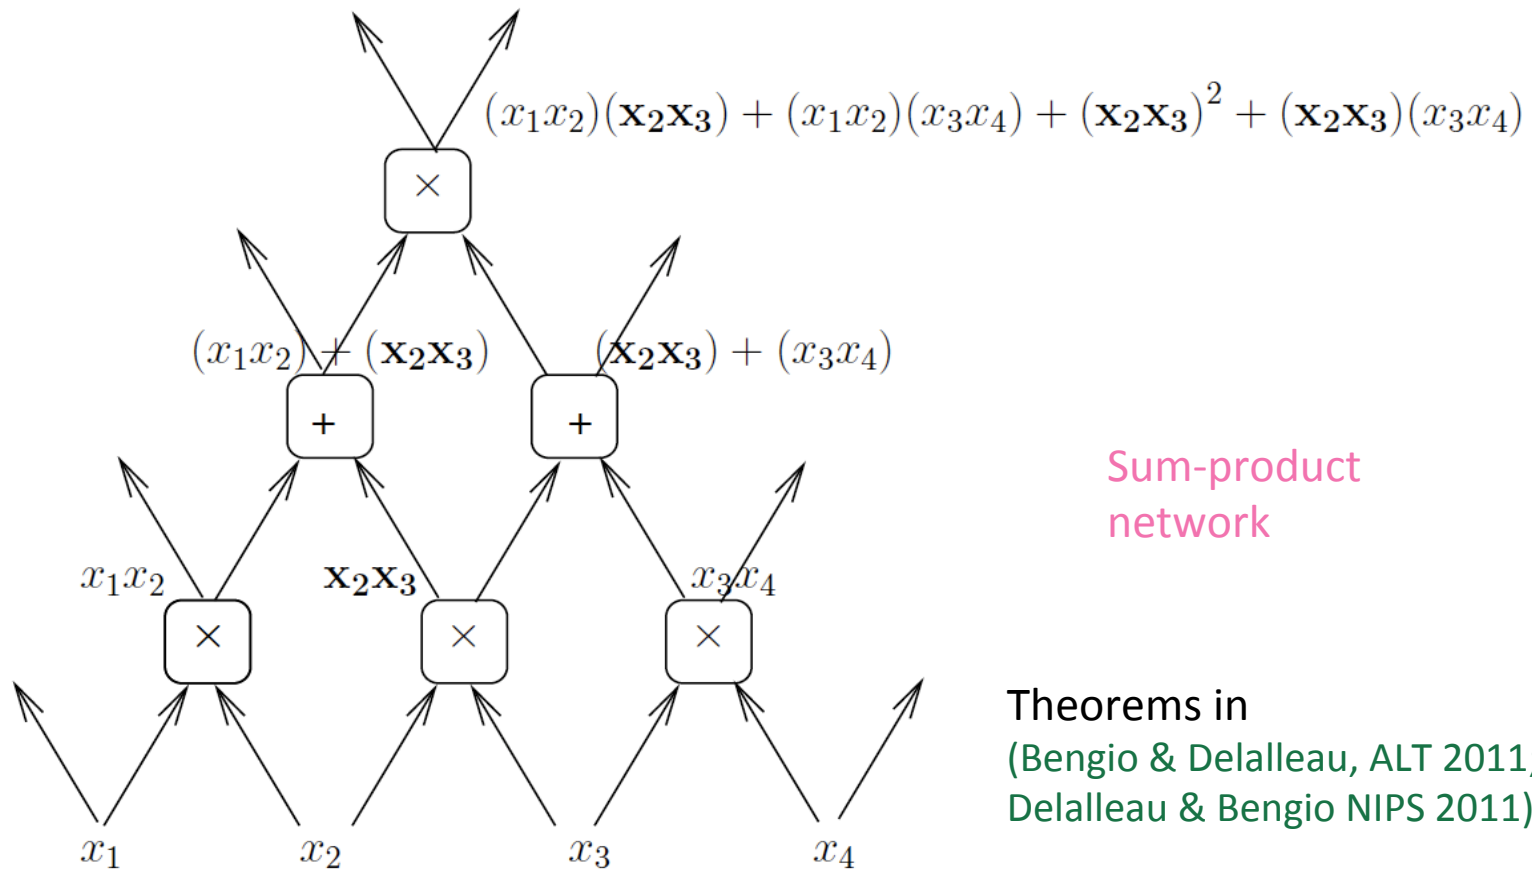 (x₁x₂)(𝐱₂𝐱₃) + (x₁x₂)(x₃x₄) + (𝐱₂𝐱₃)² + (𝐱₂𝐱₃)(x₃x₄)
×
(x₁x₂) + (𝐱₂𝐱₃)
(𝐱₂𝐱₃) + (x₃x₄)
+
+
Sum-product
network
x₁x₂
𝐱₂𝐱₃
x₃x₄
×
×
×
Theorems in
(Bengio & Delalleau, ALT 2011,
Delalleau & Bengio NIPS 2011)
x₁
x₂
x₃
x₄